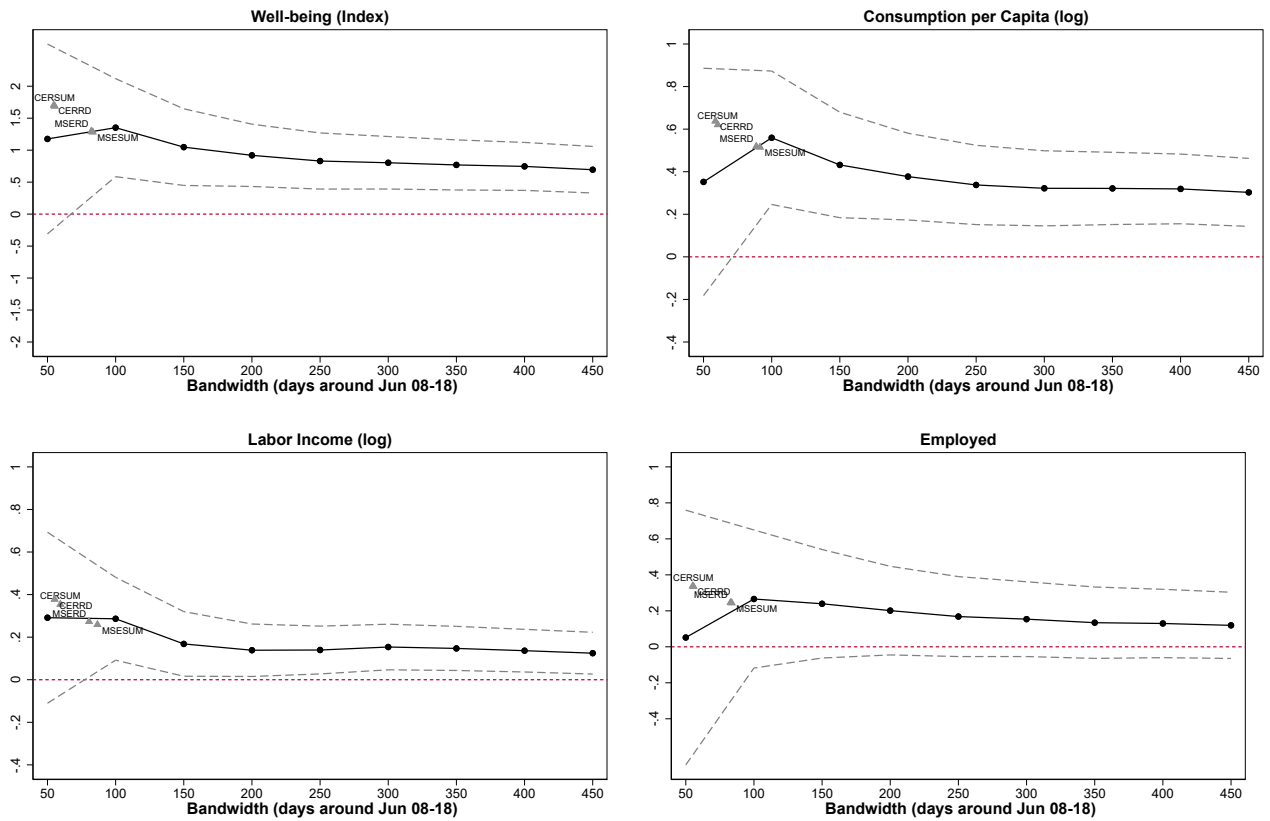 Well-being (Index)
2
1.5
1
.5
0
-.5
-1
-1.5
-2
CERSUM
CERRD
MSERD
MSESUM
50 100 150 200 250 300 350 400 450
Bandwidth (days around Jun 08-18)
Consumption per Capita (log)
1
.8
.6
.4
.2
0
-.2
-.4
CERSUM
CERRD
MSERD
MSESUM
50 100 150 200 250 300 350 400 450
Bandwidth (days around Jun 08-18)
Labor Income (log)
1
.8
.6
.4
.2
0
-.2
-.4
CERSUM
CERRD
MSERD
MSESUM
50 100 150 200 250 300 350 400 450
Bandwidth (days around Jun 08-18)
Employed
1
.8
.6
.4
.2
0
-.2
-.4
CERSUM
CERRD
MSERD
MSESUM
50 100 150 200 250 300 350 400 450
Bandwidth (days around Jun 08-18)